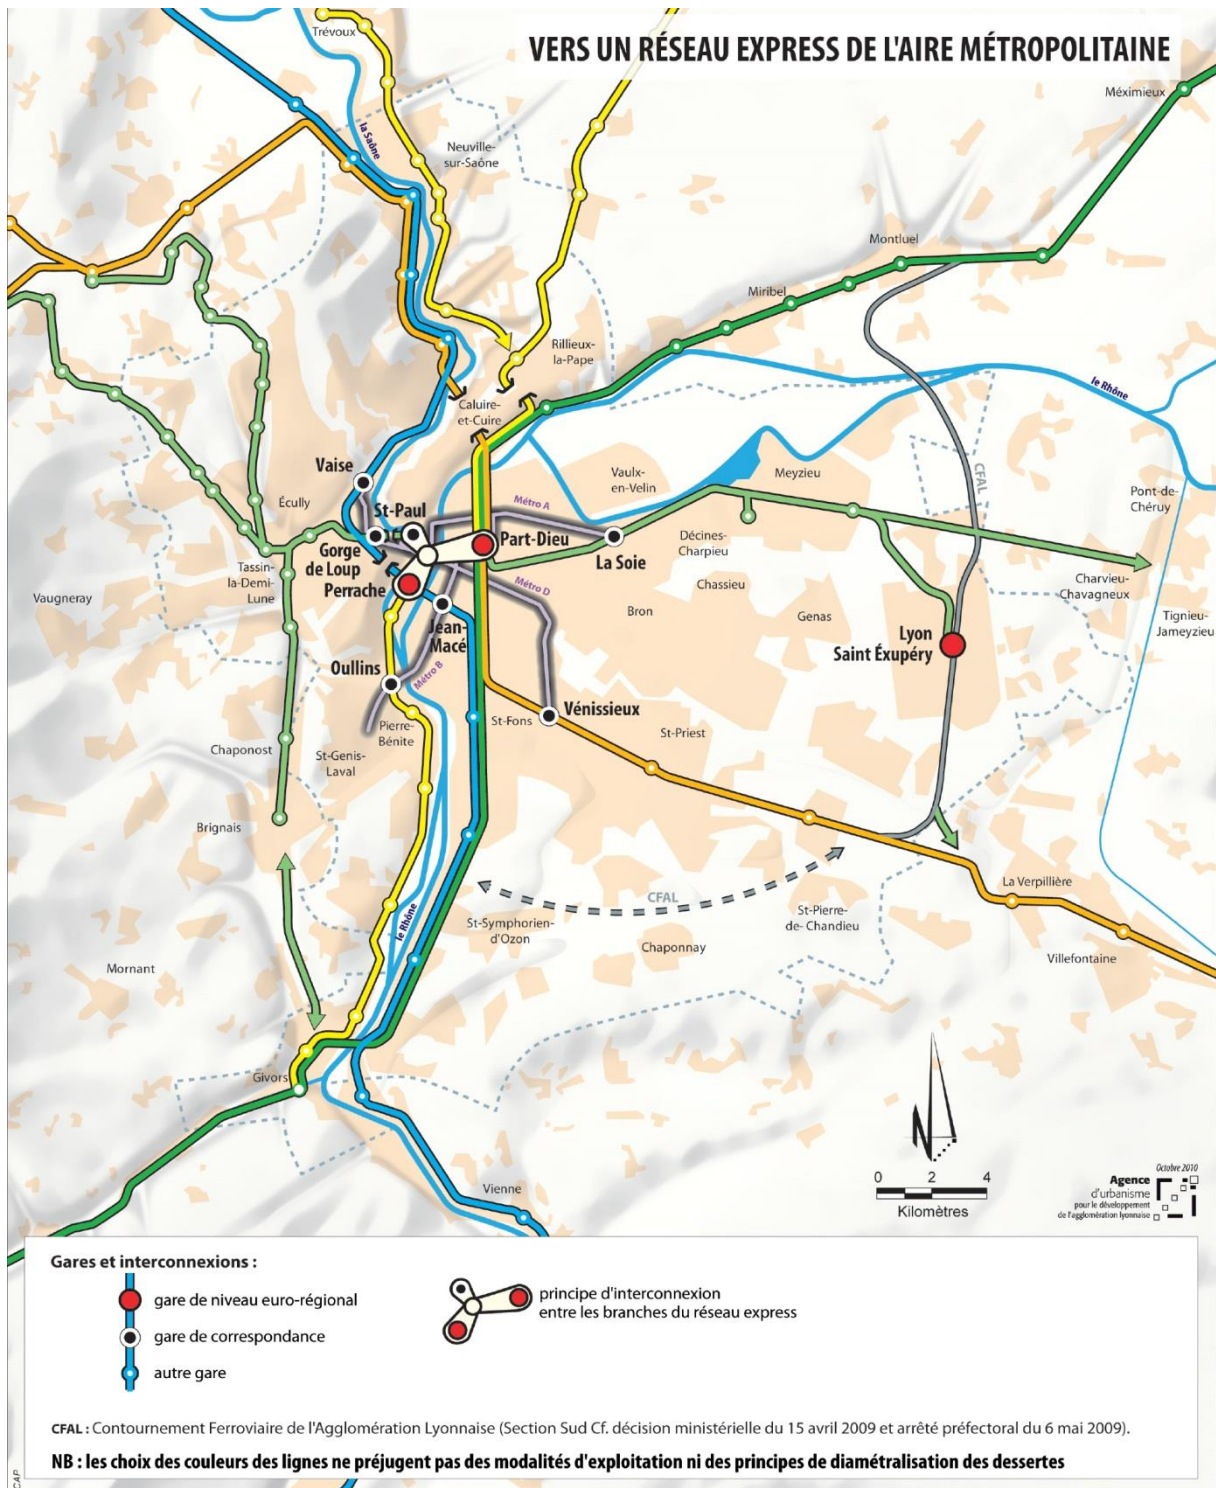 VERS UN RÉSEAU EXPRESS DE L'AIRE MÉTROPOLITAINE
Trévoux
Méximieux
la Saône
Neuville-
sur-Saône
Montluel
Miribel
Rillieux-
la-Pape
le Rhône
Caluire-
et-Cuire
Vaise
Vaulx-
en-Velin
Meyzieu
CFAL
Pont-de-
Chéruy
Écully
St-Paul
Métro A
Gorge
de Loup
Part-Dieu
La Soie
Décines-
Charpieu
Tassin-
la-Demi-
Lune
Perrache
Métro D
Chassieu
Charvieu-
Chavagneux
Vaugneray
Bron
Genas
Tignieu-
Jameyzieu
Jean-
Macé
Lyon
Saint Éxupéry
Oullins
Métro B
Pierre-
Bénite
St-Fons
Vénissieux
St-Priest
Chaponost
St-Genis-
Laval
Brignais
La Verpillière
CFAL
le Rhône
St-Symphorien-
d'Ozon
St-Pierre-
de- Chandieu
Chaponnay
Villefontaine
Mornant
Givors
Vienne
N
0 2 4
Kilomètres
Octobre 2010
Agence
d'urbanisme
pour le développement
de l'agglomération lyonnaise
Gares et interconnexions :
gare de niveau euro-régional
gare de correspondance
autre gare
principe d'interconnexion
entre les branches du réseau express
CFAL : Contournement Ferroviaire de l'Agglomération Lyonnaise (Section Sud Cf. décision ministérielle du 15 avril 2009 et arrêté préfectoral du 6 mai 2009).
NB : les choix des couleurs des lignes ne préjugent pas des modalités d'exploitation ni des principes de diamétralisation des dessertes
CAP